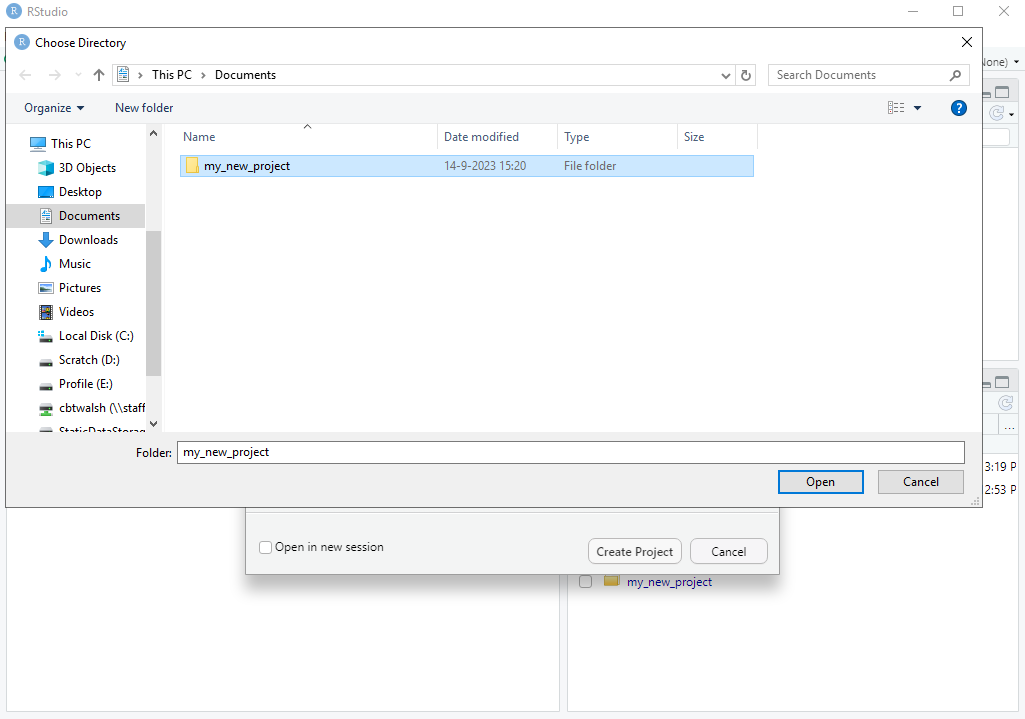 RStudio
Choose Directory
This PC > Documents
Search Documents
Organize
New folder
Name
Date modified
Type
Size
my_new_project
14-9-2023 15:20
File folder
This PC
3D Objects
Desktop
Documents
Downloads
Music
Pictures
Videos
Local Disk (C:)
Scratch (D:)
Profile (E:)
cbtwalsh (\\staff
StaticDataStorag
Folder:
my_new_project
Open
Cancel
None)
3:19 P
2:53 P
Open in new session
Create Project
Cancel
my_new_project